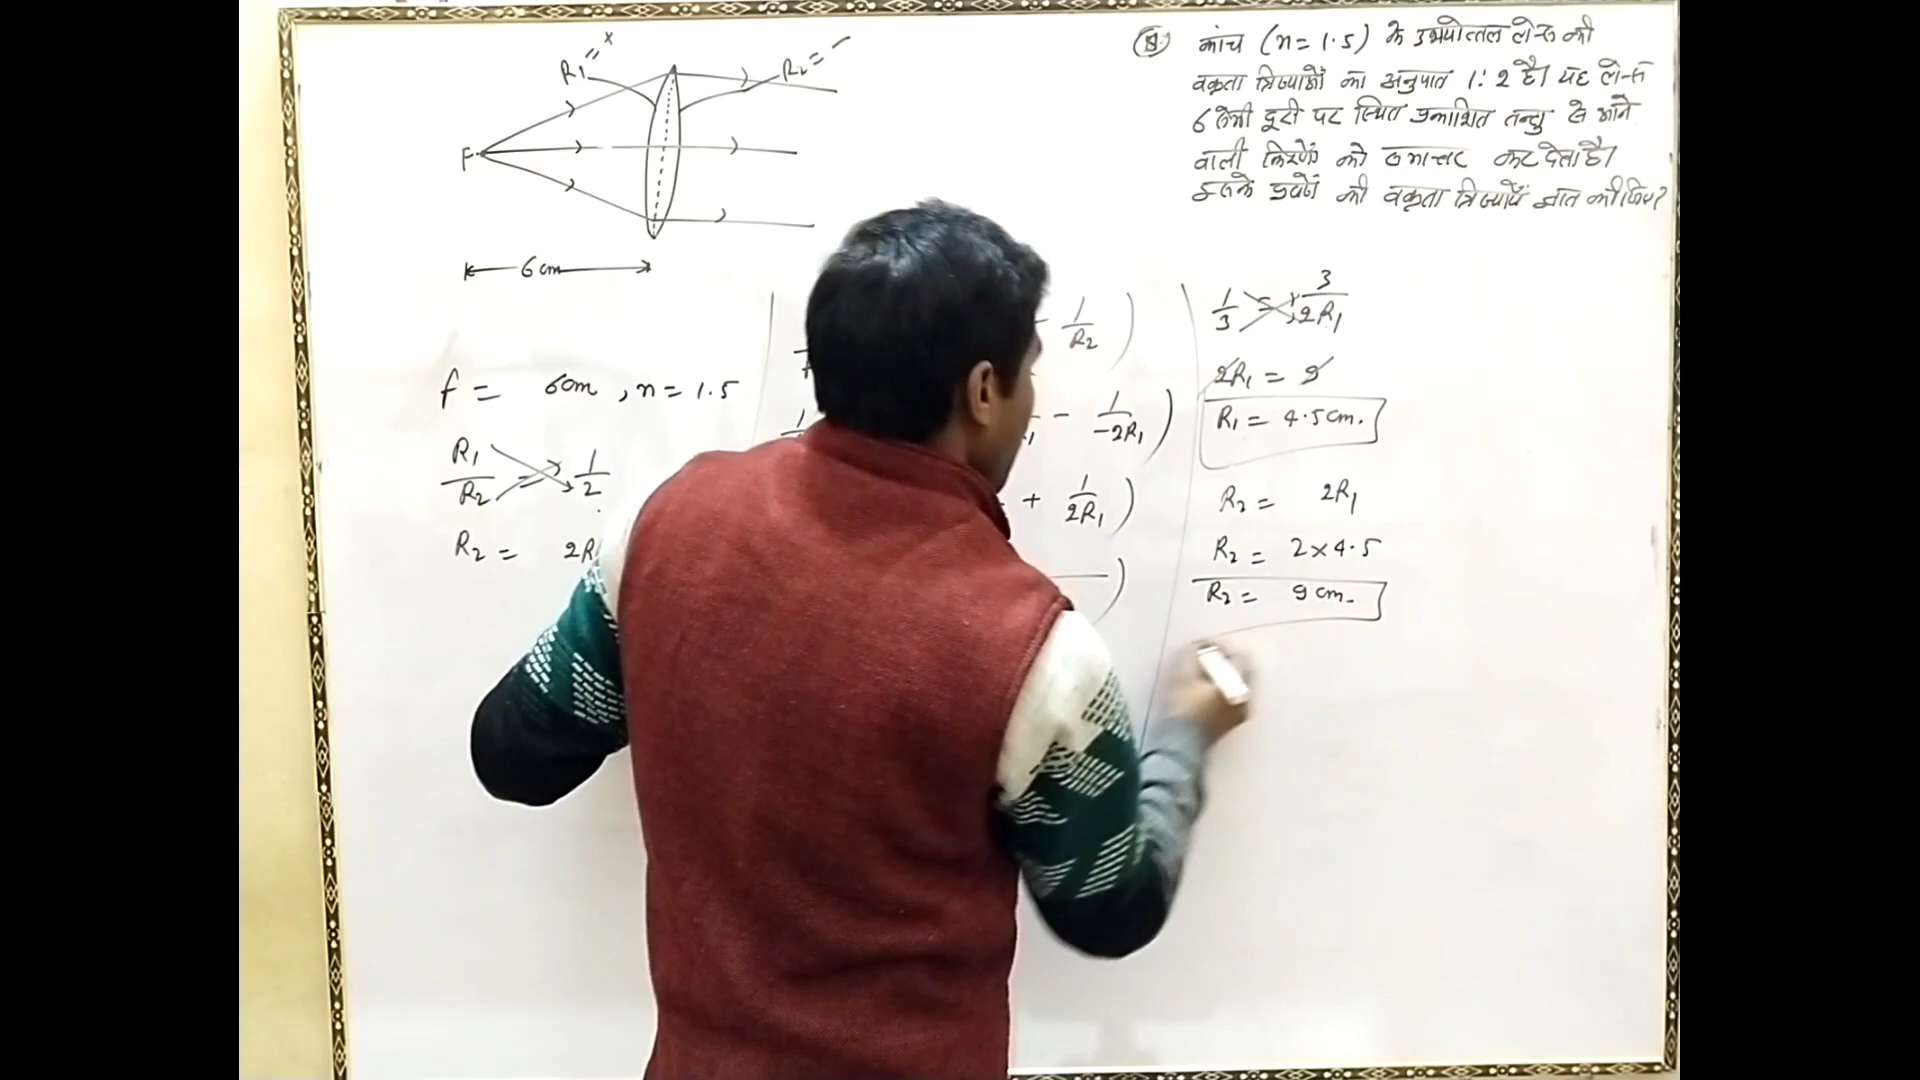 R₁ = +
R₂ = -
F
6 cm
काँच (n = 1.5) के उभयोत्तल लेन्स की
वक्रता त्रिज्याओं का अनुपात 1:2 है। यह लेन्स
6 सेमी दूरी पर स्थित प्रकाशित तन्तु से आने
वाली किरणों को समान्तर कर देता है।
इसके पृष्ठों की वक्रता त्रिज्यायें ज्ञात कीजिए?
f = 6cm , n = 1.5
R₁/R₂ = 1/2
R₂ = 2R
1/R₂ )
- 1/-2R₁ )
+ 1/2R₁ )
)
1/3 = 3/2R₁
2R₁ = 9
R₁ = 4.5 cm.
R₂ = 2R₁
R₂ = 2 × 4.5
R₂ = 9 cm.